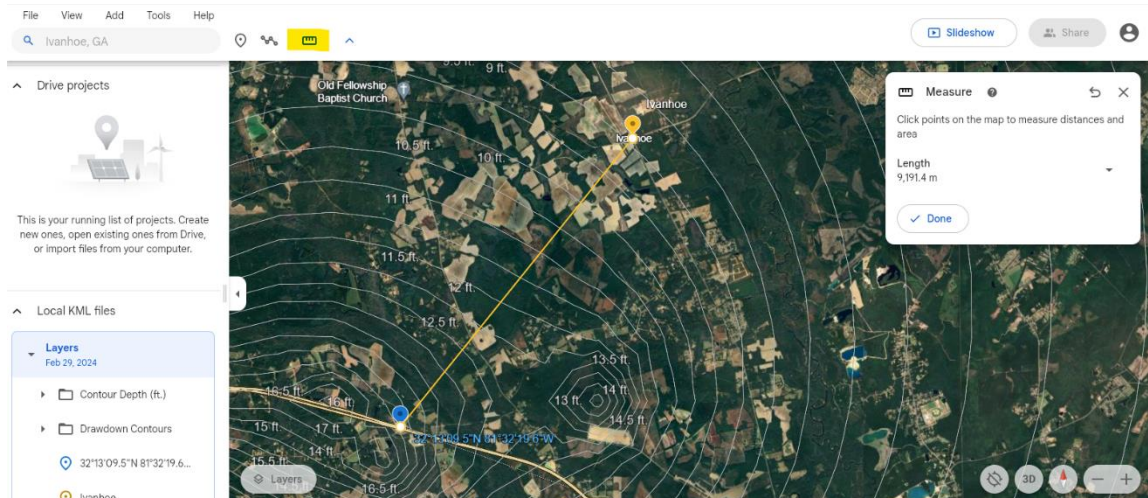 File View Add Tools Help
Ivanhoe, GA
Slideshow
Share
Drive projects
This is your running list of projects. Create
new ones, open existing ones from Drive,
or import files from your computer.
Local KML files
Layers
Feb 29, 2024
Contour Depth (ft.)
Drawdown Contours
32°13'09.5"N 81°32'19.6...
Ivanhoe
9.5 ft.
9 ft.
Old Fellowship
Baptist Church
Ivanhoe
Ivanhoe
10.5 ft.
10 ft.
11 ft.
11.5 ft.
12 ft.
12.5 ft.
13.5 ft.
14 ft.
13 ft.
14.5 ft.
16 ft.
15 ft.
17 ft.
14 ft.
32°13'09.5"N 81°32'19.6"W
15.5 ft.
16.5 ft.
Layers
Measure
Click points on the map to measure distances and
area
Length
9,191.4 m
Done
3D